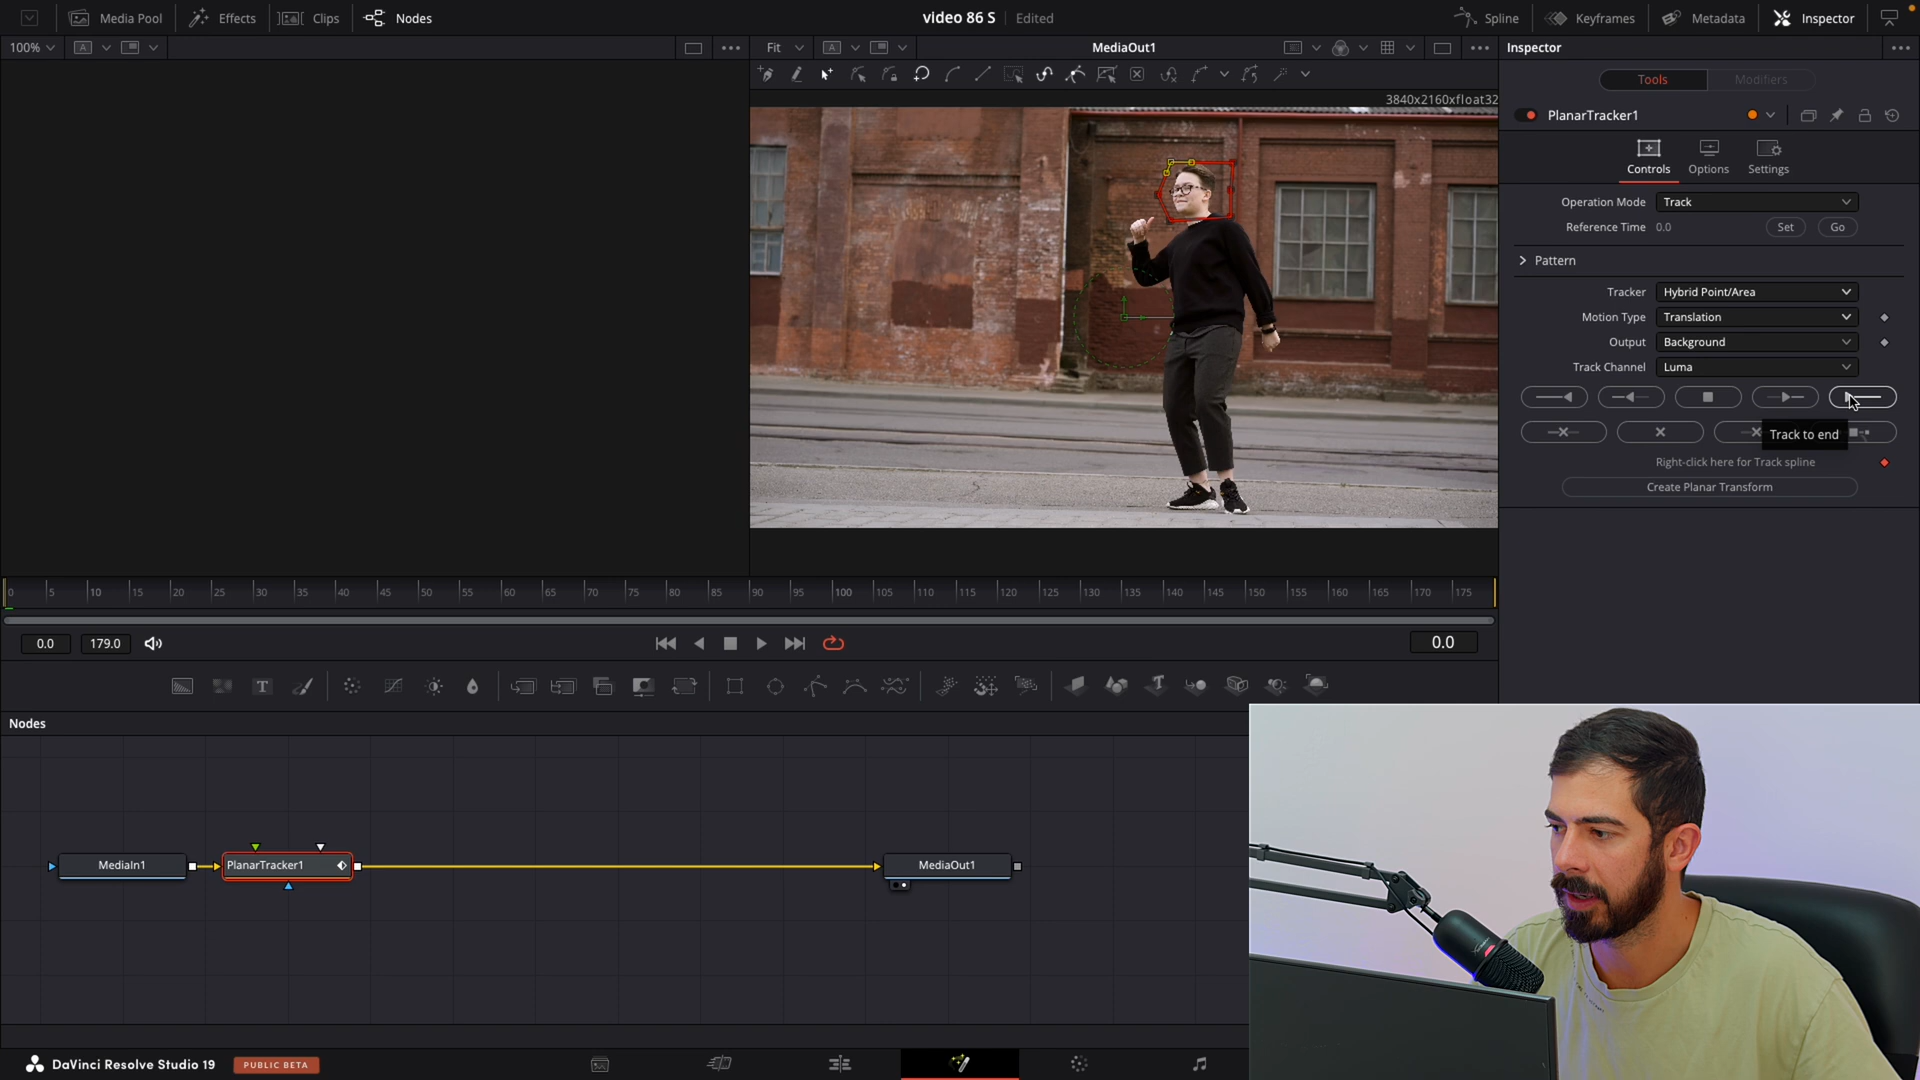 Media Pool
Effects
Clips
Nodes
video 86 S
Edited
Spline
Keyframes
Metadata
Inspector
100%
A
Fit
A
MediaOut1
Inspector
Tools
Modifiers
3840x2160xfloat32
PlanarTracker1
Controls
Options
Settings
Operation Mode
Track
Reference Time
0.0
Set
Go
Pattern
Tracker
Hybrid Point/Area
Motion Type
Translation
Output
Background
Track Channel
Luma
Track to end
Right-click here for Track spline
Create Planar Transform
0 5 10 15 20 25 30 35 40 45 50 55 60 65 70 75 80 85 90 95 100 105 110 115 120 125 130 135 140 145 150 155 160 165 170 175
0.0
179.0
0.0
T
T
Nodes
MediaIn1
PlanarTracker1
MediaOut1
DaVinci Resolve Studio 19
PUBLIC BETA